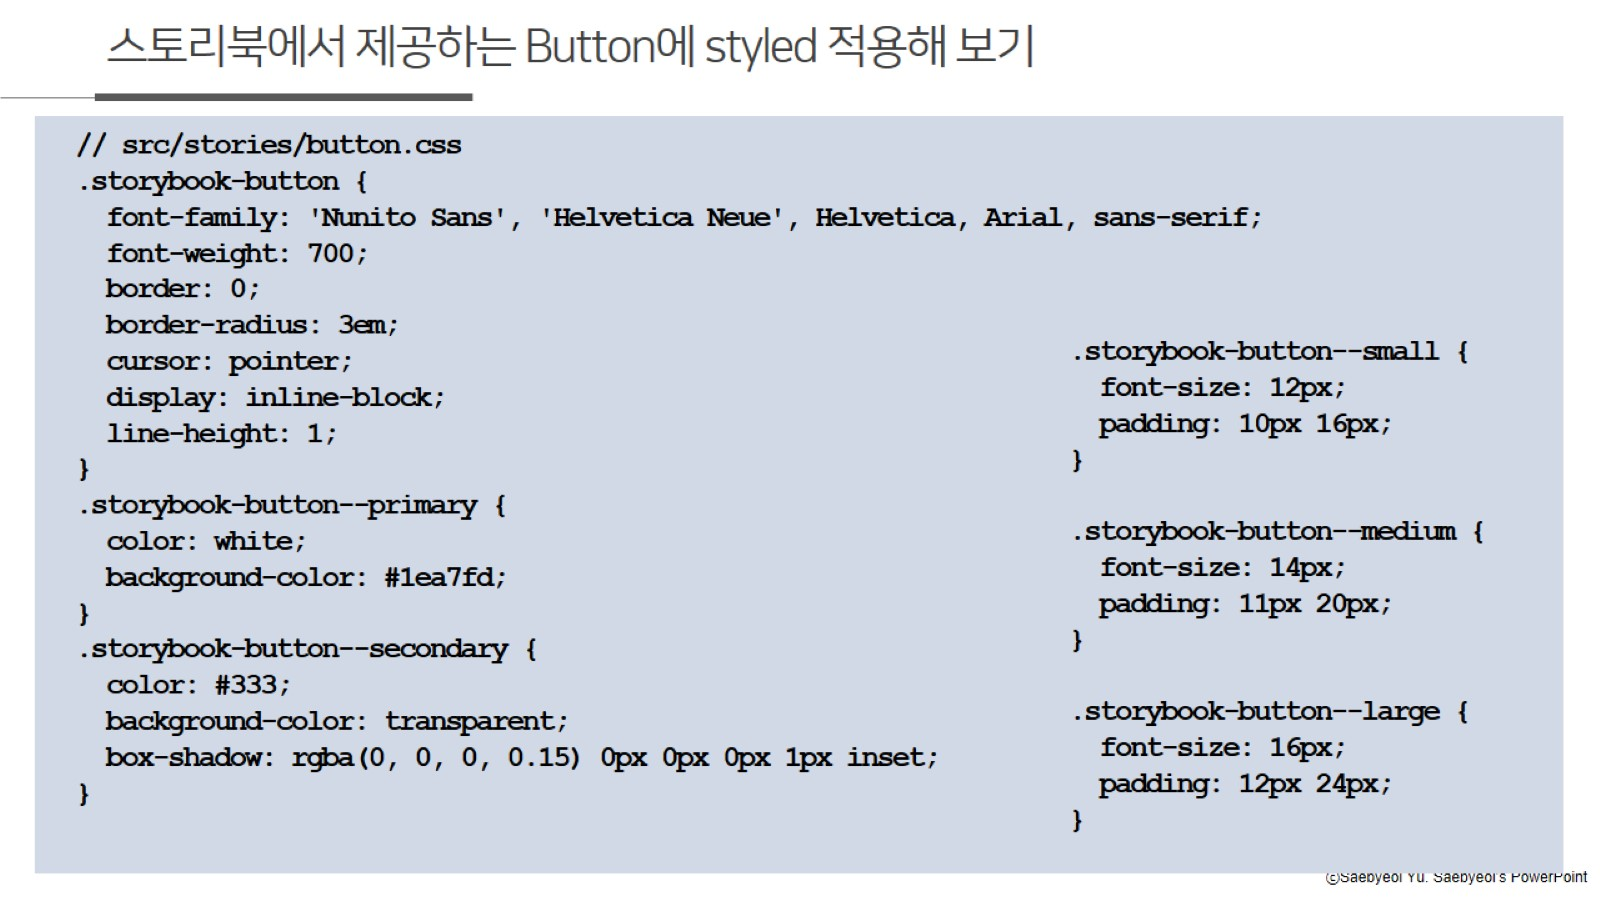 스토리북에서 제공하는 Button에 styled 적용해 보기
// src/stories/button.css
.storybook-button {
  font-family: 'Nunito Sans', 'Helvetica Neue', Helvetica, Arial, sans-serif;
  font-weight: 700;
  border: 0;
  border-radius: 3em;
  cursor: pointer;
  display: inline-block;
  line-height: 1;
}
.storybook-button--primary {
  color: white;
  background-color: #1ea7fd;
}
.storybook-button--secondary {
  color: #333;
  background-color: transparent;
  box-shadow: rgba(0, 0, 0, 0.15) 0px 0px 0px 1px inset;
}
.storybook-button--small {
  font-size: 12px;
  padding: 10px 16px;
}
.storybook-button--medium {
  font-size: 14px;
  padding: 11px 20px;
}
.storybook-button--large {
  font-size: 16px;
  padding: 12px 24px;
}
ⓒSaebyeol Yu. Saebyeol's PowerPoint